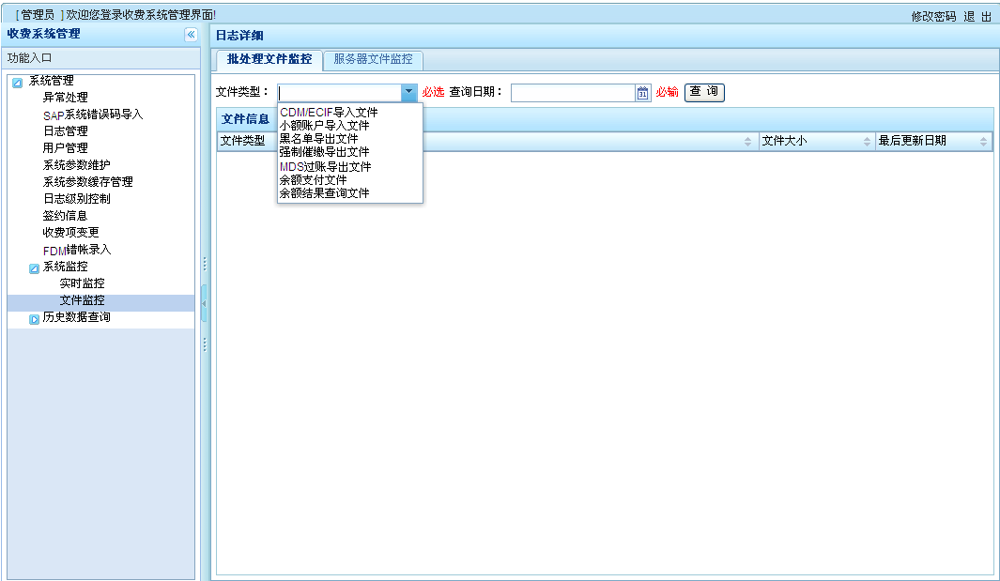 [ 管理员 ] 欢迎您登录收费系统管理界面!
修改密码 退 出
收费系统管理
功能入口
系统管理
异常处理
SAP系统错误码导入
日志管理
用户管理
系统参数维护
系统参数缓存管理
日志级别控制
签约信息
收费项变更
FDM错帐录入
系统监控
实时监控
文件监控
历史数据查询
日志详细
批处理文件监控 服务器文件监控
文件类型： 必选 查询日期： 31 必输 查 询
文件信息
文件类型 文件大小 最后更新日期
CDM/ECIF导入文件
小额账户导入文件
黑名单导出文件
强制催缴导出文件
MDS过账导出文件
余额支付文件
余额结果查询文件